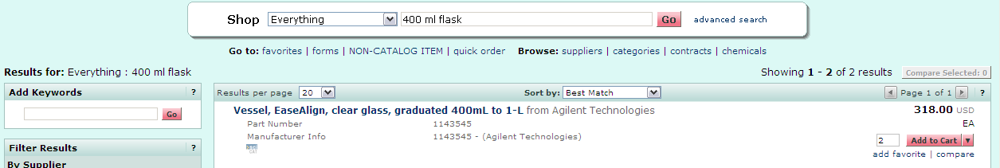 Shop Everything 400 ml flask Go advanced search
Go to: favorites | forms | NON-CATALOG ITEM | quick order Browse: suppliers | categories | contracts | chemicals
Results for: Everything : 400 ml flask
Showing 1 - 2 of 2 results Compare Selected: 0
Add Keywords ?
Go
Filter Results ?
By Supplier
Results per page 20 Sort by: Best Match Page 1 of 1 ?
Vessel, EaseAlign, clear glass, graduated 400mL to 1-L from Agilent Technologies 318.00 USD
Part Number 1143545 EA
Manufacturer Info 1143545 - (Agilent Technologies) 2 Add to Cart
add favorite | compare